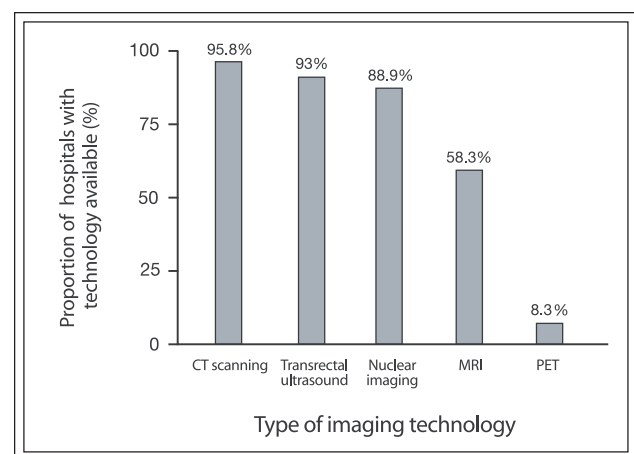 Proportion of hospitals with
technology available (%)
100
75
50
25
0
95.8%
93%
88.9%
58.3%
8.3%
CT scanning
Transrectal
ultrasound
Nuclear
imaging
MRI
PET
Type of imaging technology